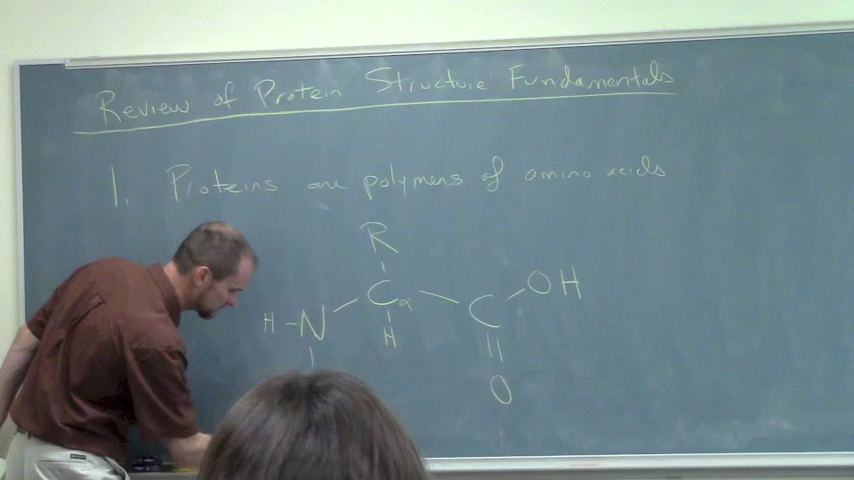 Review of Protein Structure Fundamentals
1. Proteins are polymers of amino acids
R
H - N - Cα - C - OH
H
O